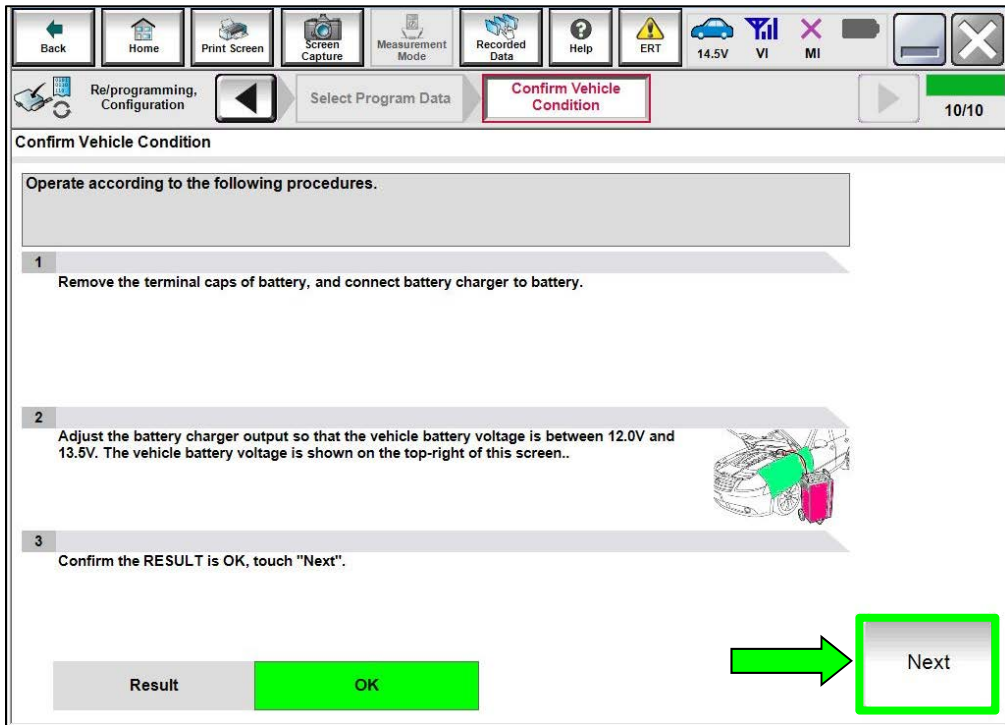 Back
Home
Print Screen
Screen
Capture
Measurement
Mode
Recorded
Data
Help
ERT
14.5V
VI
MI
Re/programming,
Configuration
Select Program Data
Confirm Vehicle
Condition
10/10
Confirm Vehicle Condition
Operate according to the following procedures.
1
Remove the terminal caps of battery, and connect battery charger to battery.
2
Adjust the battery charger output so that the vehicle battery voltage is between 12.0V and
13.5V. The vehicle battery voltage is shown on the top-right of this screen..
3
Confirm the RESULT is OK, touch "Next".
Result
OK
Next